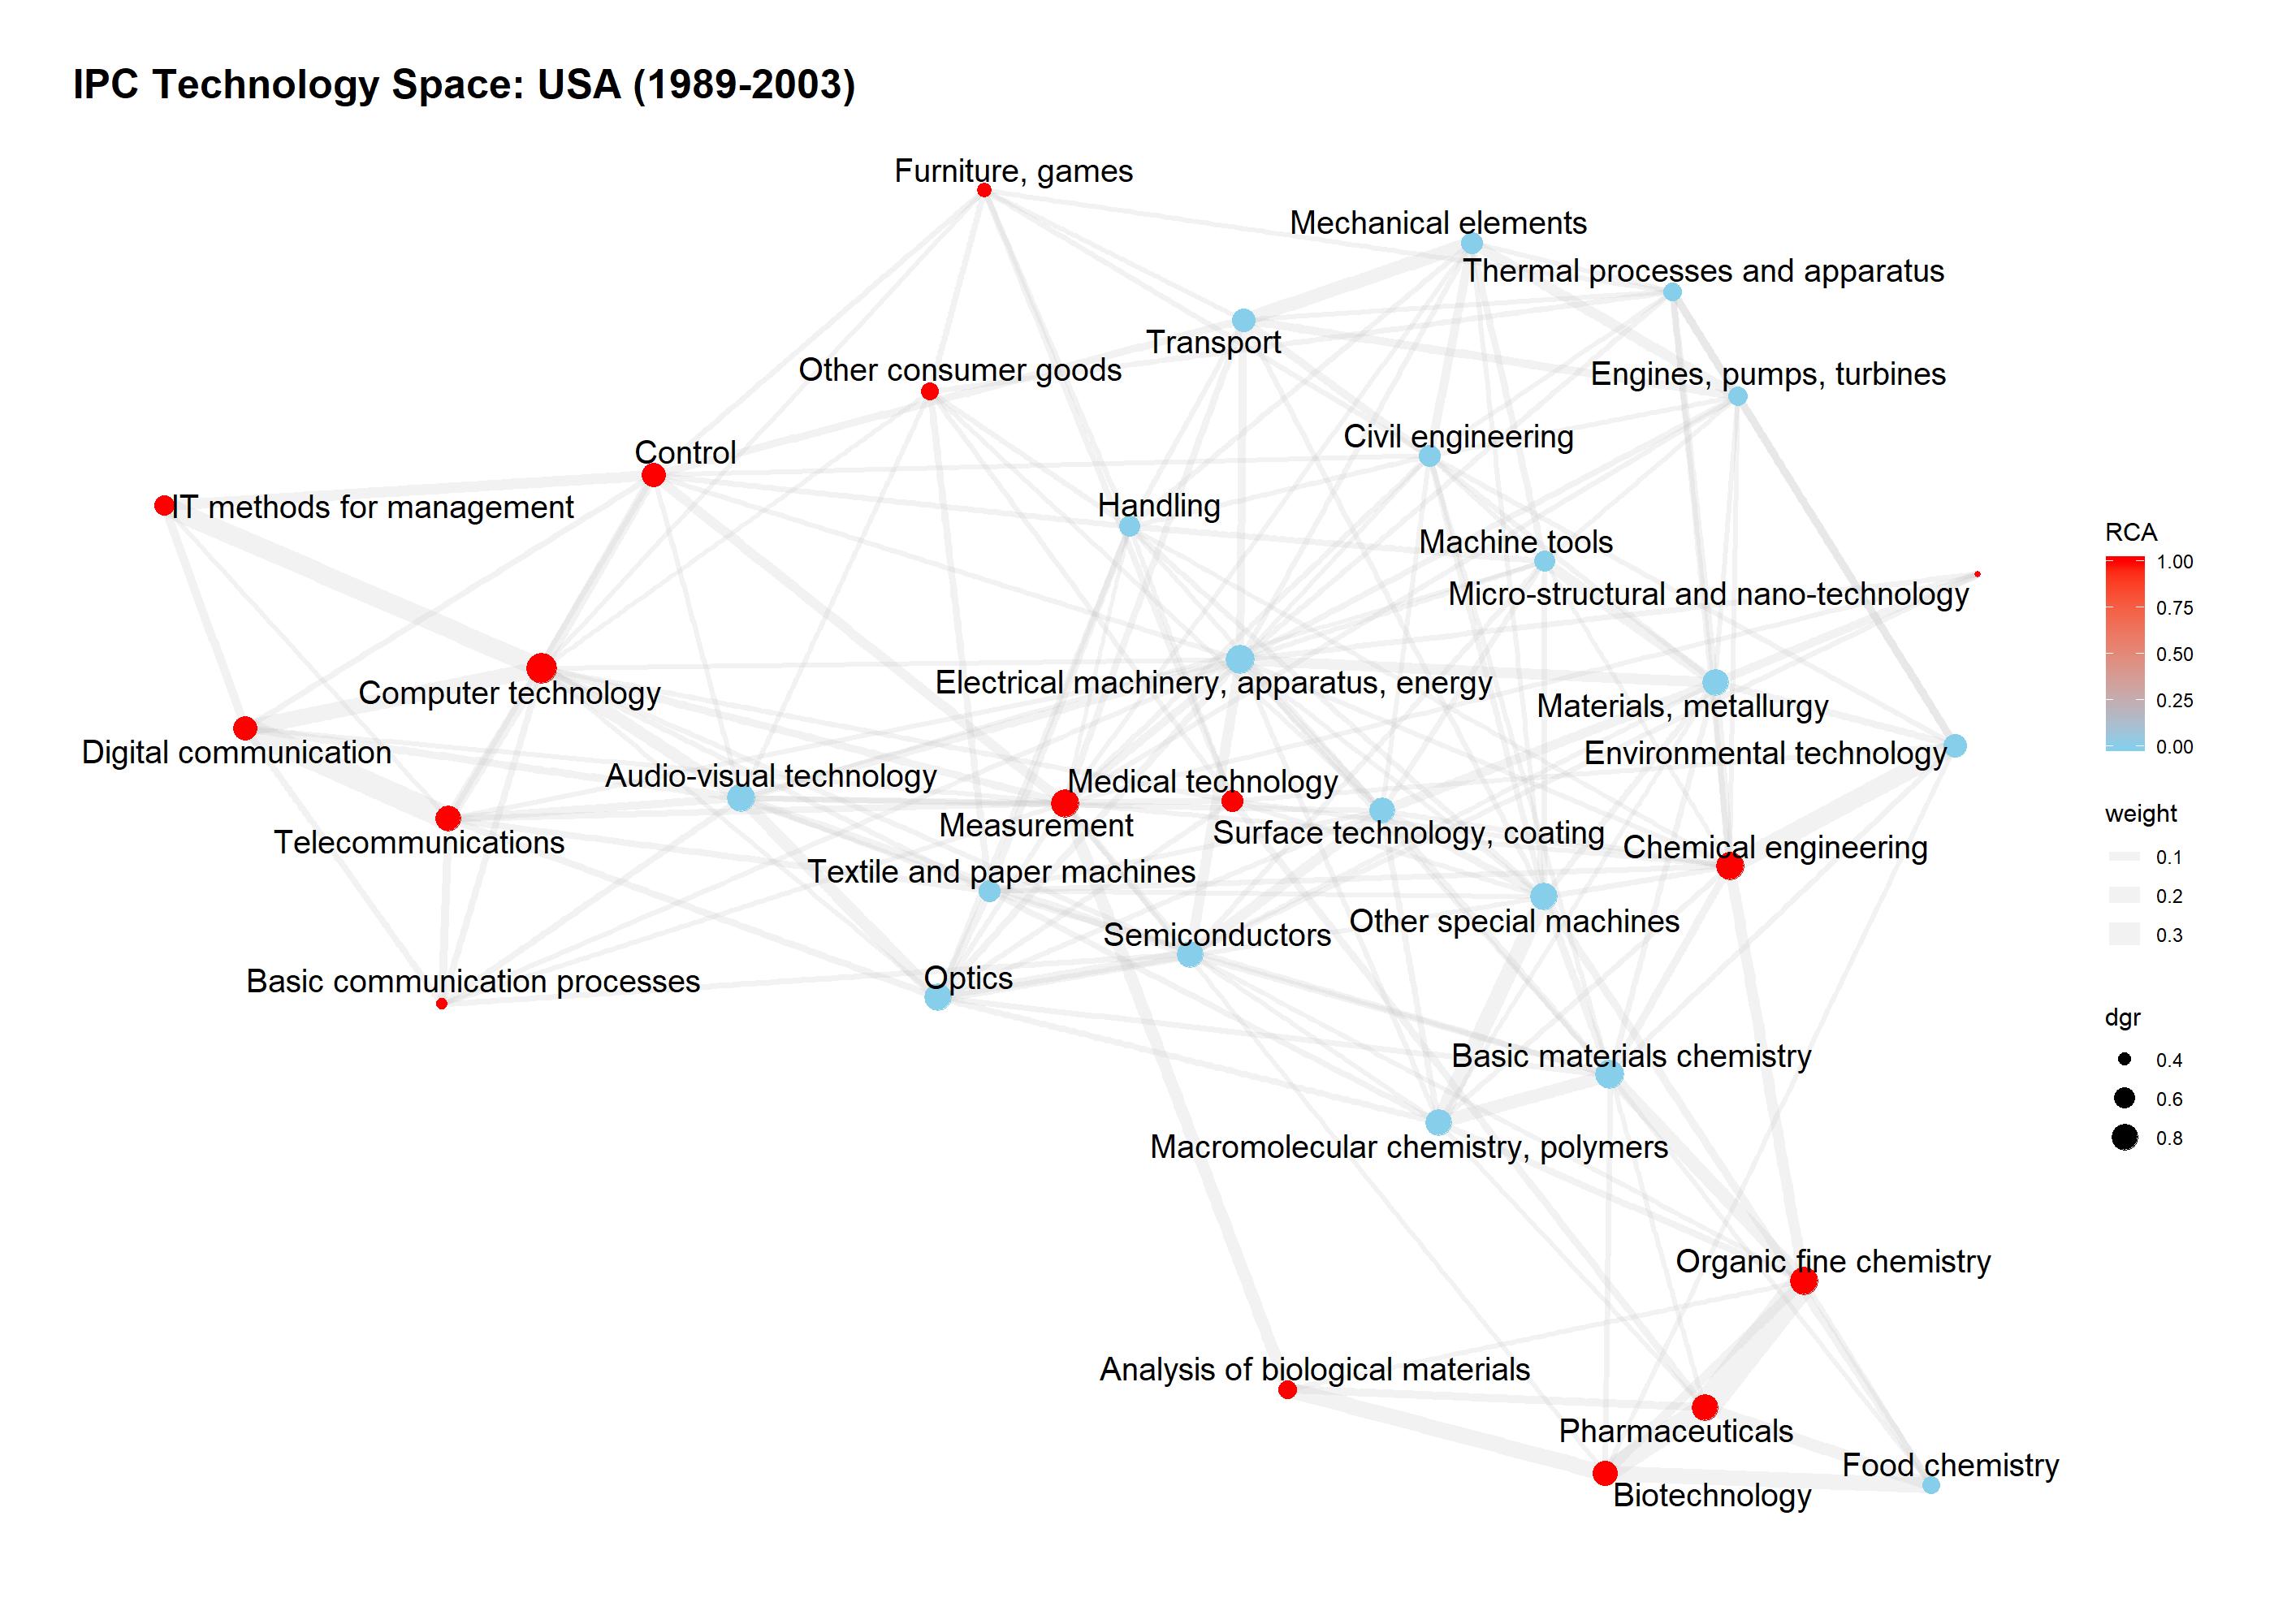 IPC Technology Space: USA (1989-2003)
Furniture, games
Mechanical elements
Thermal processes and apparatus
Transport
Other consumer goods
Engines, pumps, turbines
Civil engineering
Control
IT methods for management
Handling
Machine tools
Micro-structural and nano-technology
Electrical machinery, apparatus, energy
Computer technology
Materials, metallurgy
Digital communication
Environmental technology
Audio-visual technology
Medical technology
Measurement
Surface technology, coating
Telecommunications
Chemical engineering
Textile and paper machines
Other special machines
Semiconductors
Optics
Basic communication processes
Basic materials chemistry
Macromolecular chemistry, polymers
Organic fine chemistry
Analysis of biological materials
Pharmaceuticals
Food chemistry
Biotechnology
RCA
1.00
0.75
0.50
0.25
0.00
weight
0.1
0.2
0.3
dgr
0.4
0.6
0.8